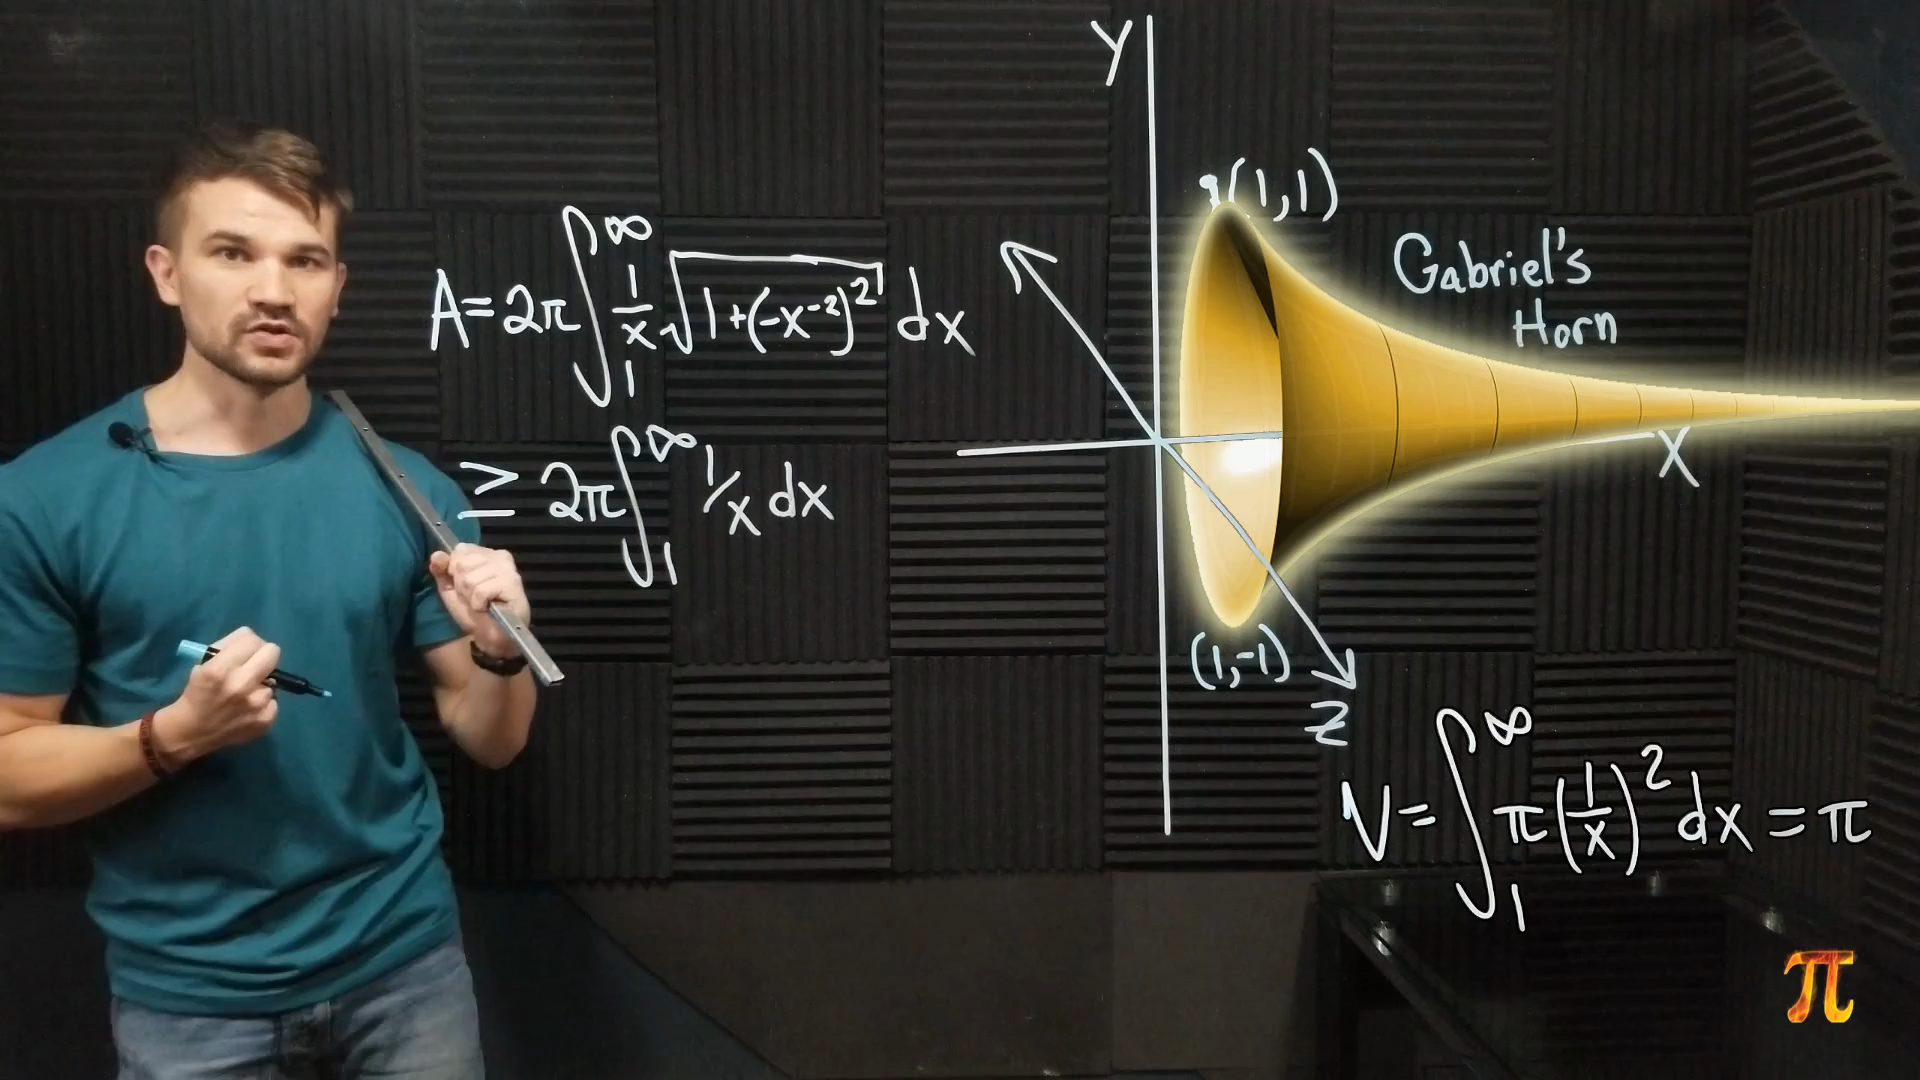 A=2π∫₁^∞ 1/x √(1+(-x⁻²)²) dx
≥ 2π∫₁^∞ 1/x dx
Y
(1,1)
Gabriel's
Horn
X
(1,-1)
Z
V=∫₁^∞ π(1/x)² dx = π
π